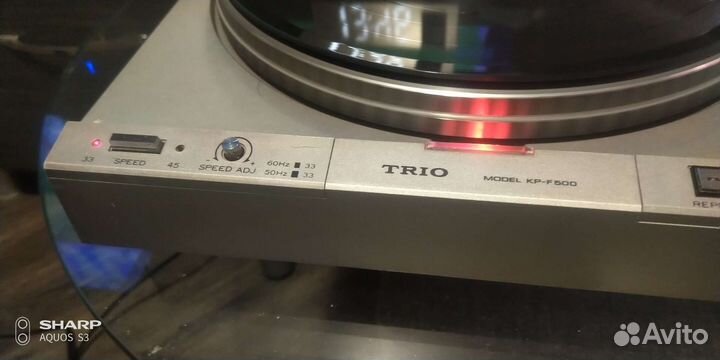 33 SPEED 45
- SPEED ADJ +
60Hz 33
50Hz 33
TRIO
MODEL KP-F500
SHARP
AQUOS S3
Avito